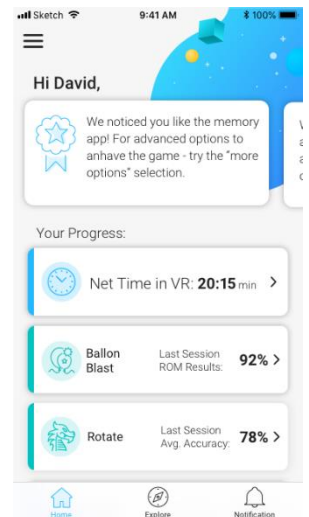 Sketch 9:41 AM 100%
Hi David,
We noticed you like the memory
app! For advanced options to
anhave the game - try the "more
options" selection.
Your Progress:
Net Time in VR: 20:15 min >
Ballon Last Session
Blast ROM Results: 92% >
Rotate Last Session
Avg. Accuracy: 78% >
Home Explore Notification